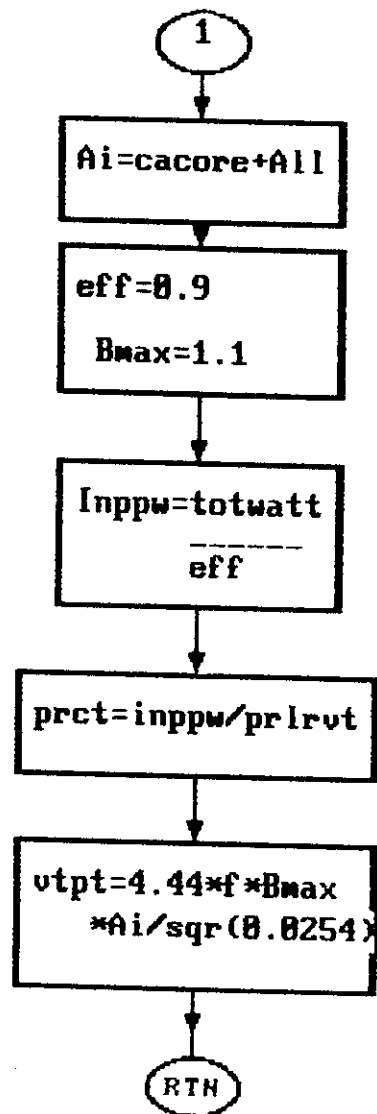 1
Ai=cacore+All
eff=0.9
Bmax=1.1
Inppw=totwatt
eff
prct=inppw/prlrvt
vtpt=4.44*f*Bmax
*Ai/sqr(0.0254)
RTN